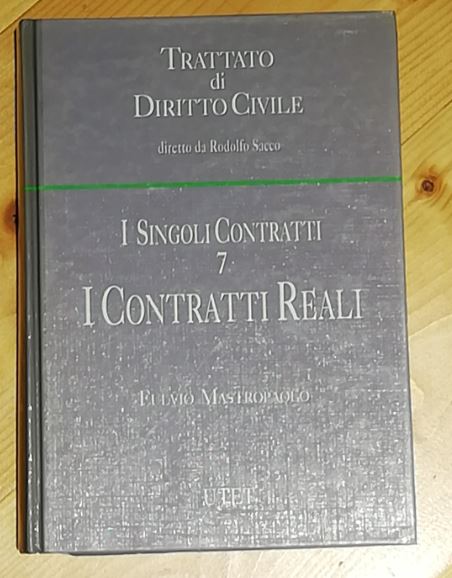 TRATTATO
di
DIRITTO CIVILE
diretto da Rodolfo Sacco
I SINGOLI CONTRATTI
7
I CONTRATTI REALI
FULVIO MASTROPAOLO
UTET